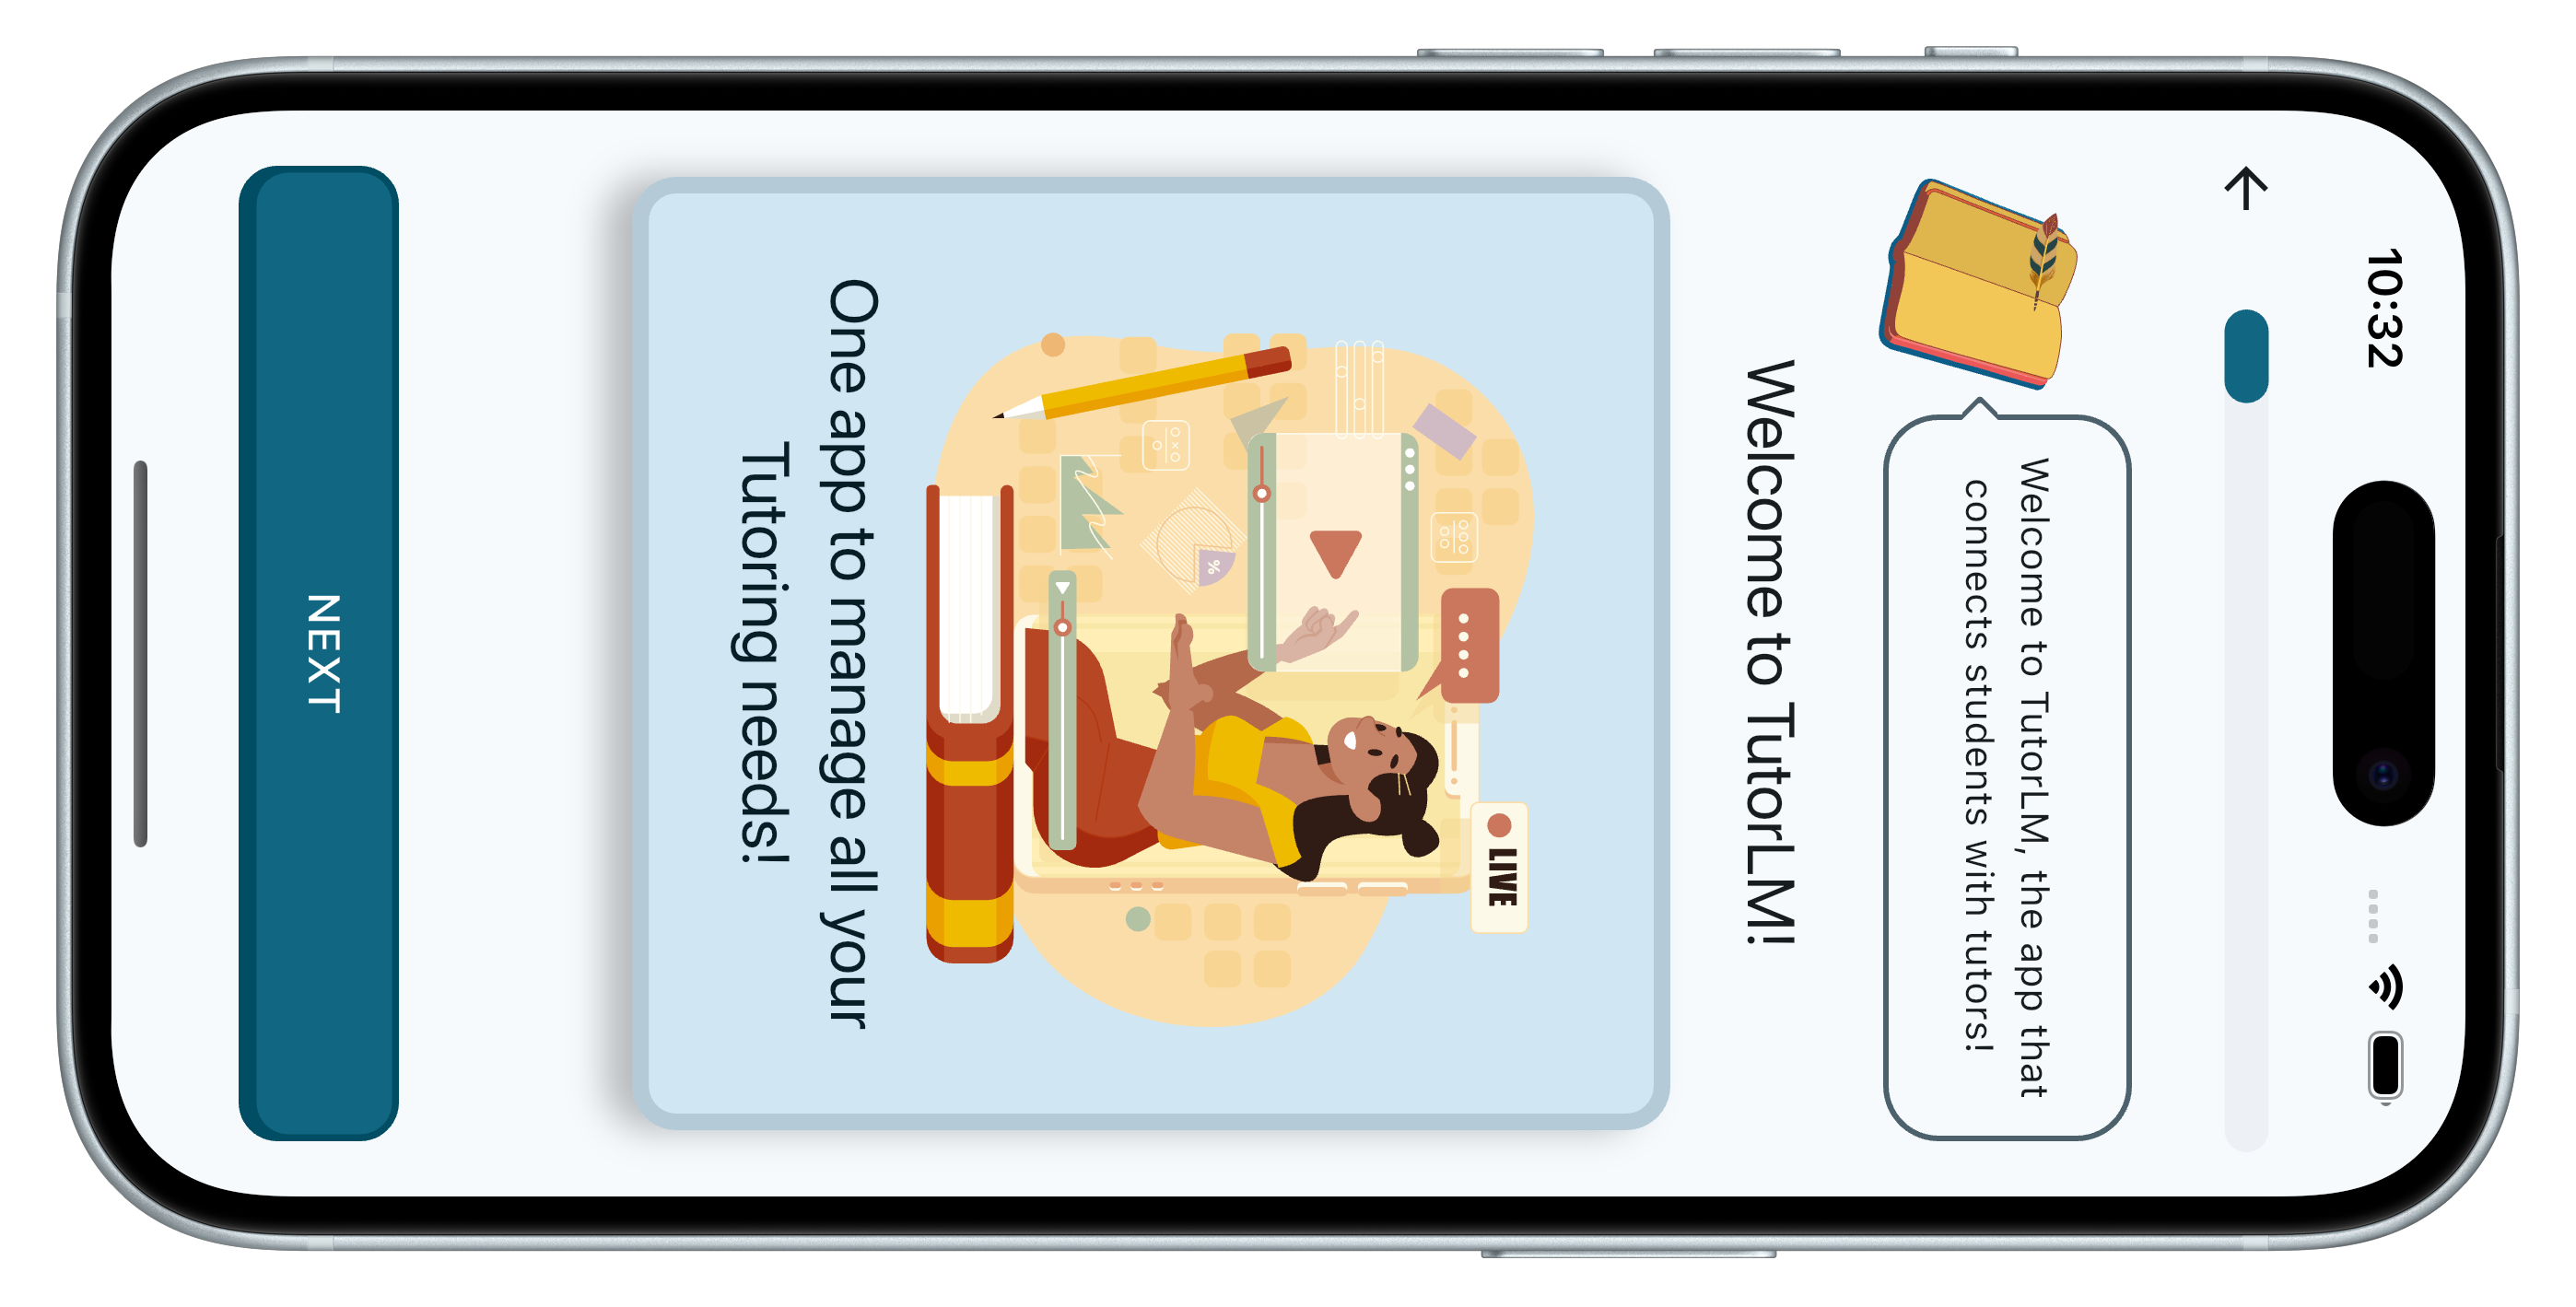 10:32
Welcome to TutorLM, the app that
connects students with tutors!
Welcome to TutorLM!
LIVE
%
One app to manage all your
Tutoring needs!
NEXT